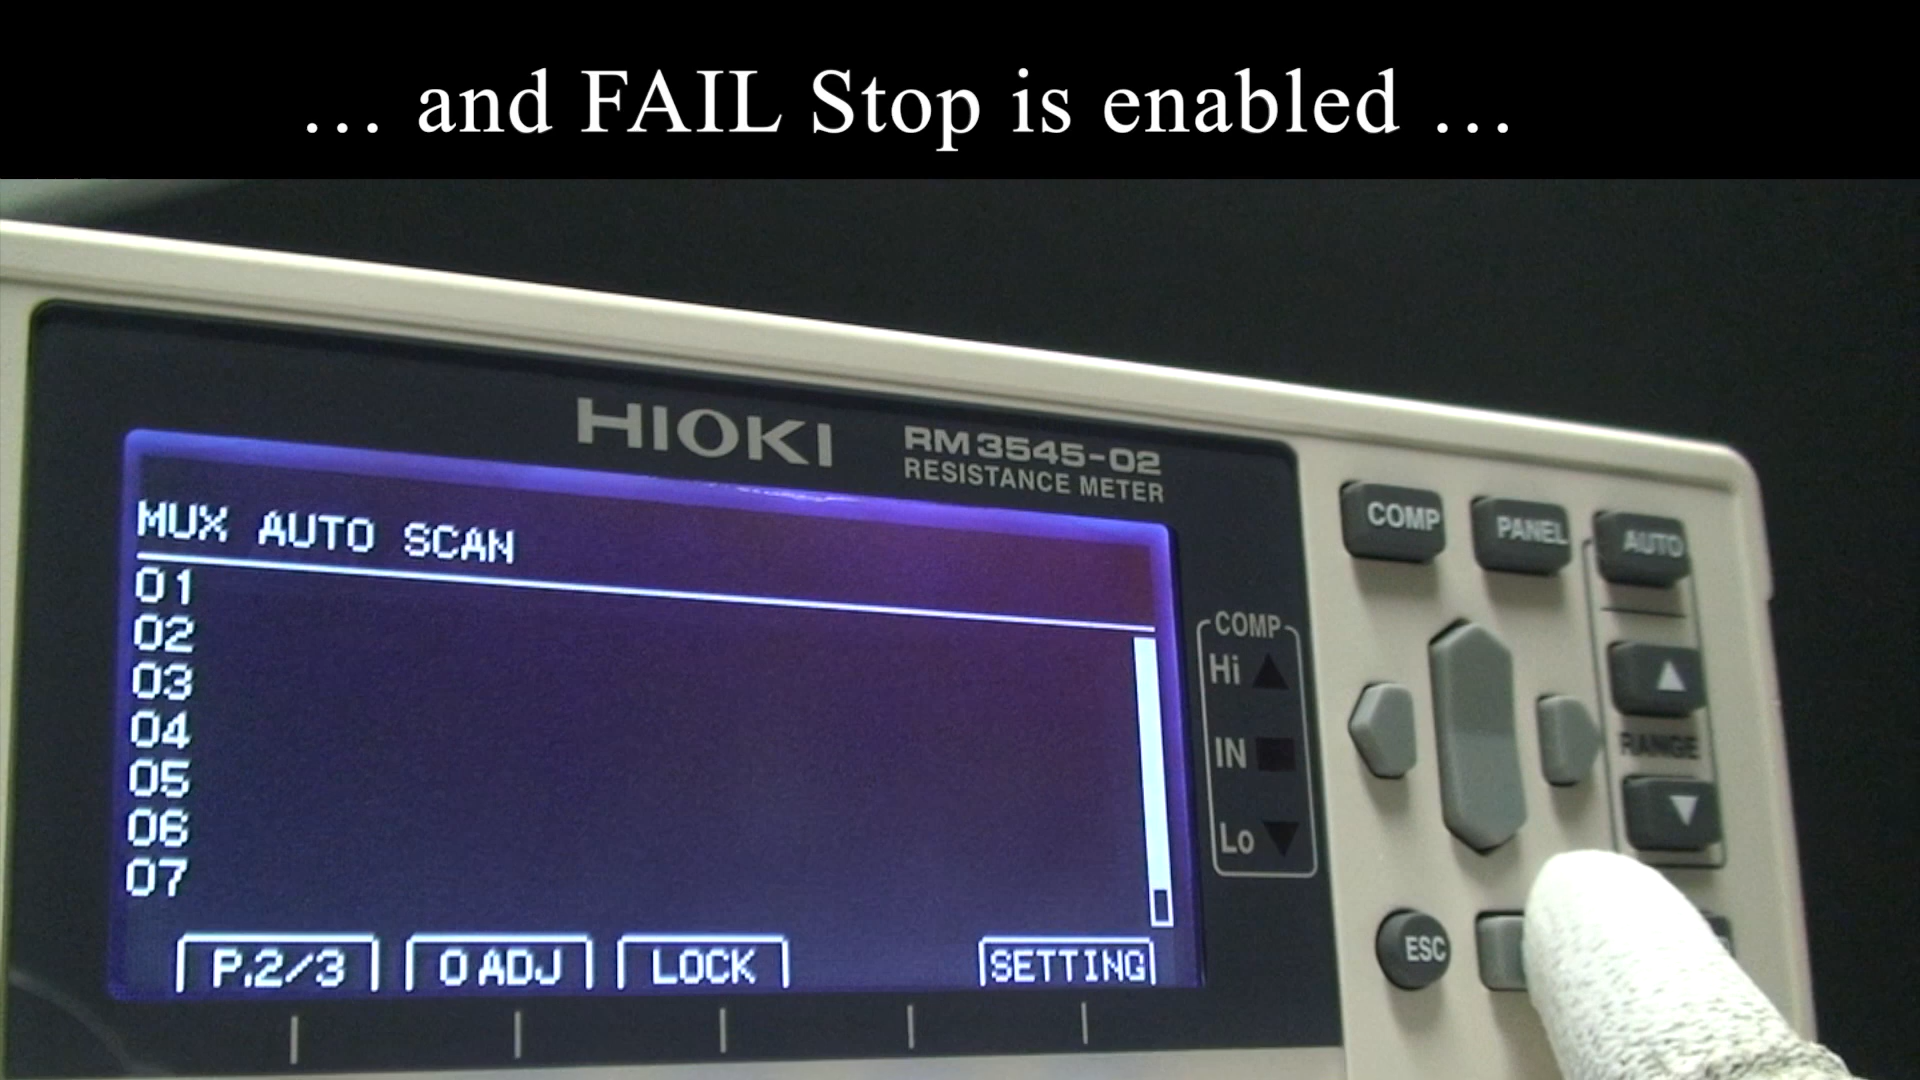 … and FAIL Stop is enabled …
HIOKI
RM3545-02
RESISTANCE METER
MUX AUTO SCAN
01
02
03
04
05
06
07
P.2/3
0 ADJ
LOCK
SETTING
COMP
Hi
IN
Lo
COMP
PANEL
AUTO
RANGE
ESC